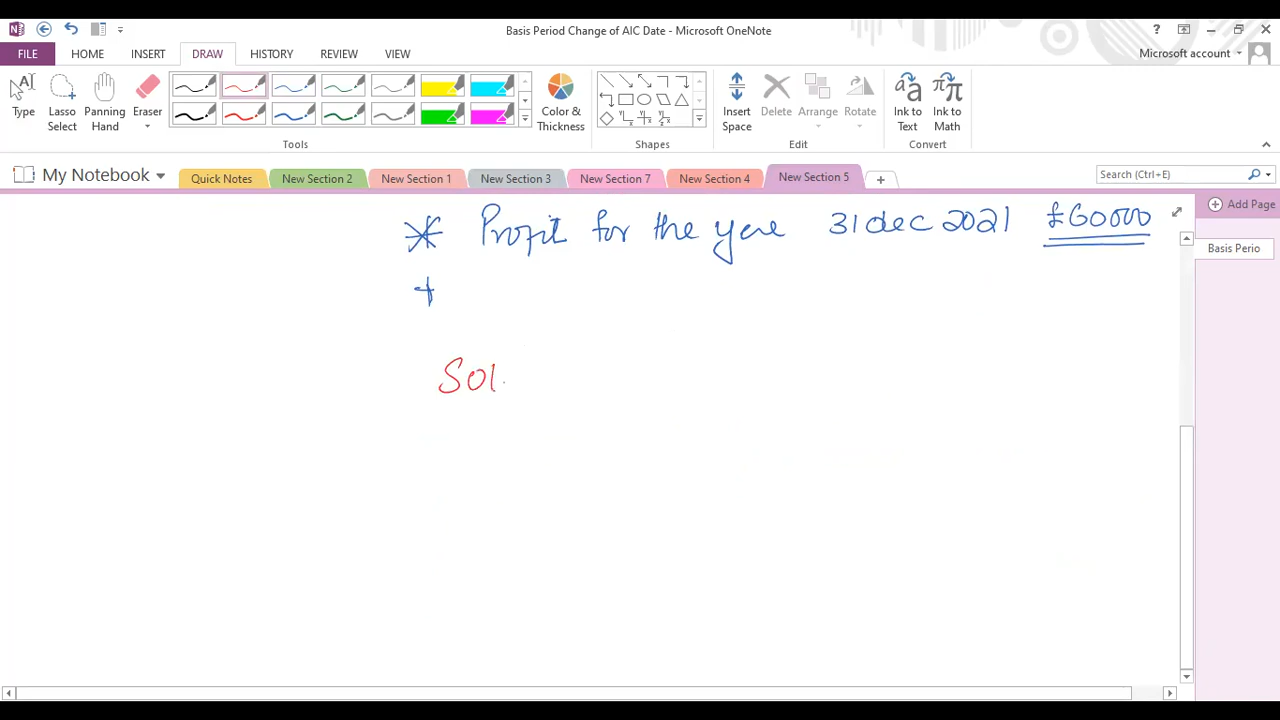 Basis Period Change of AIC Date - Microsoft OneNote
?
FILE HOME INSERT DRAW HISTORY REVIEW VIEW
Microsoft account
Type
Lasso Select
Panning Hand
Eraser
Color & Thickness
Insert Space
Delete
Arrange
Rotate
Ink to Text
Ink to Math
Tools
Shapes
Edit
Convert
My Notebook
Quick Notes
New Section 2
New Section 1
New Section 3
New Section 7
New Section 4
New Section 5
Search (Ctrl+E)
Add Page
Basis Perio
* Profit for the yere 31 dec 2021 £60000
+
Sol